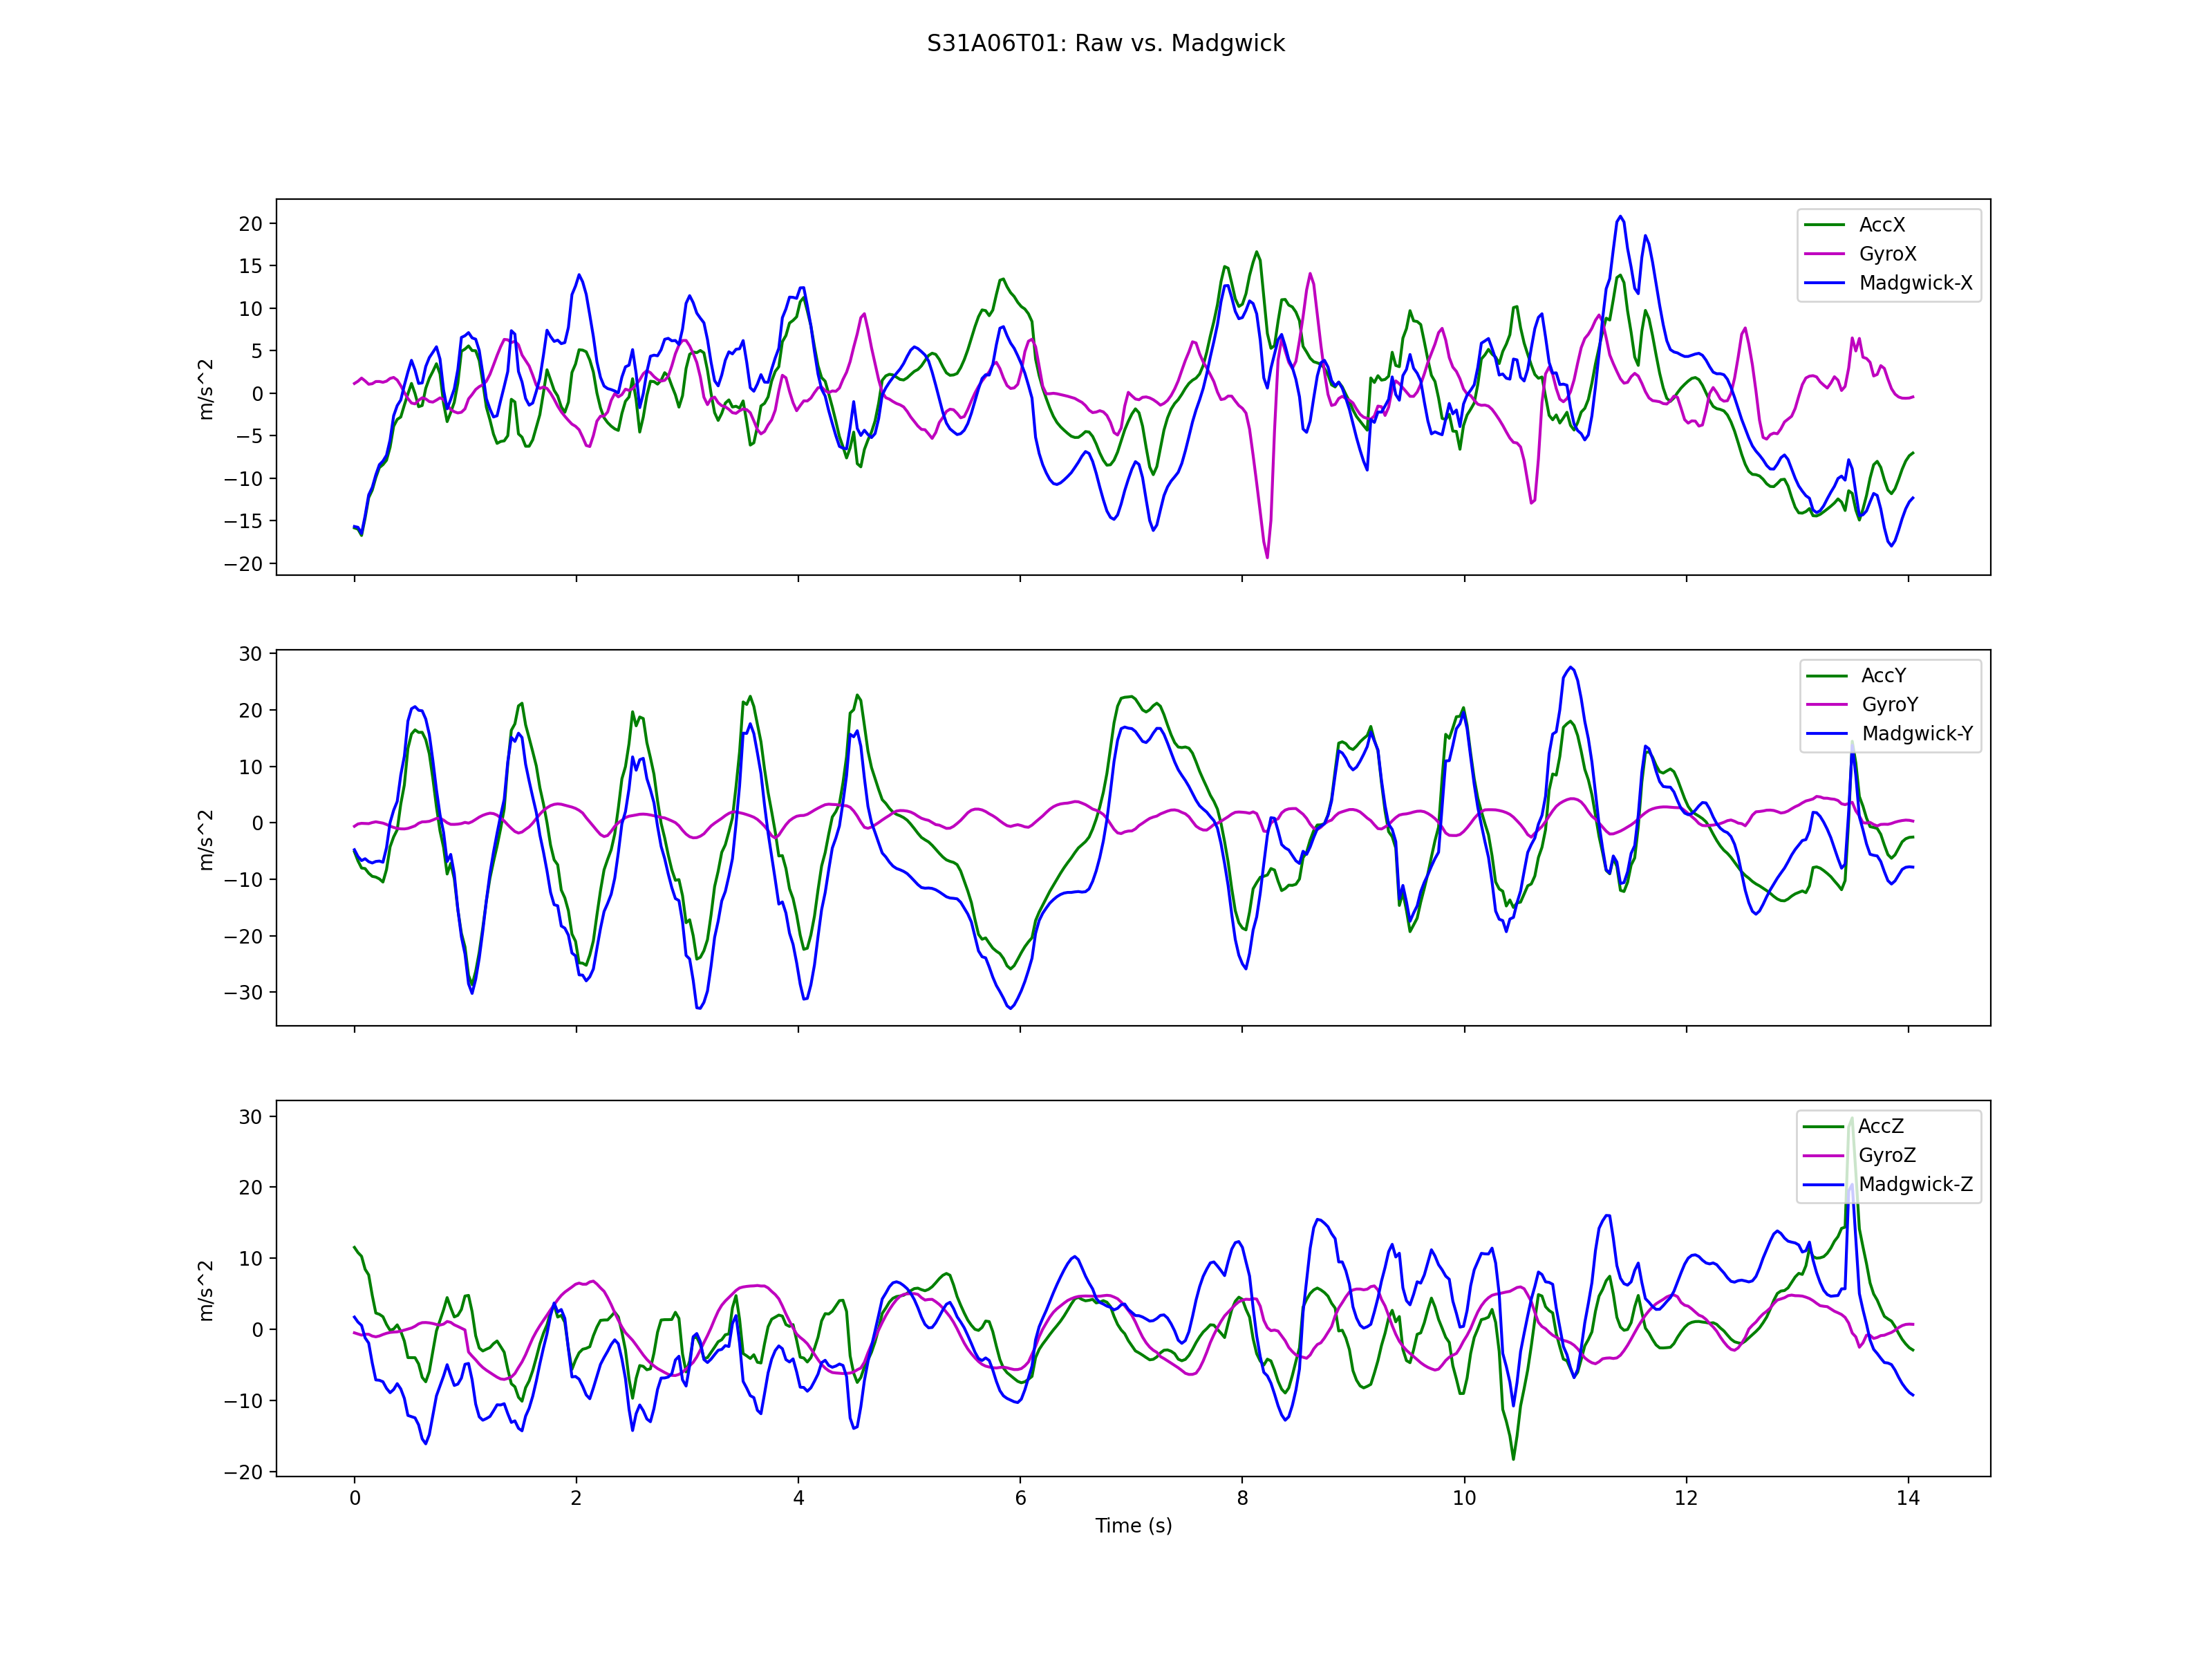 S31A06T01: Raw vs. Madgwick
20
15
10
5
0
−5
−10
−15
−20
m/s^2
AccX
GyroX
Madgwick-X
30
20
10
0
−10
−20
−30
m/s^2
AccY
GyroY
Madgwick-Y
30
20
10
0
−10
−20
m/s^2
AccZ
GyroZ
Madgwick-Z
0 2 4 6 8 10 12 14
Time (s)